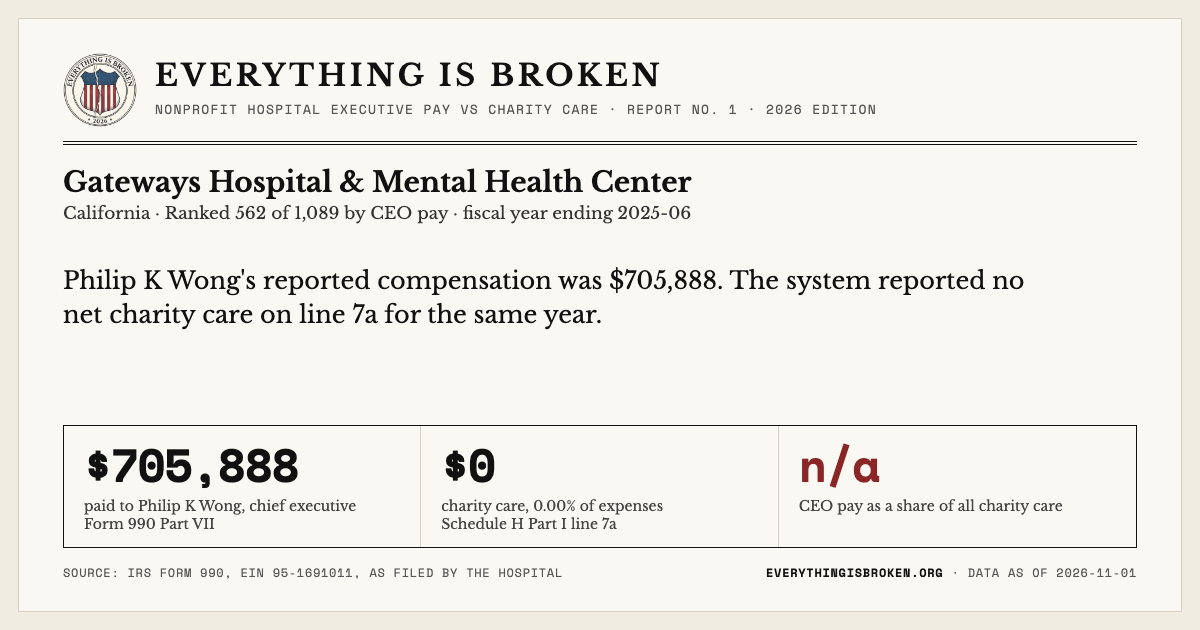 EVERYTHING IS BROKEN
2026
EVERYTHING IS BROKEN
NONPROFIT HOSPITAL EXECUTIVE PAY VS CHARITY CARE · REPORT NO. 1 · 2026 EDITION
Gateways Hospital & Mental Health Center
California · Ranked 562 of 1,089 by CEO pay · fiscal year ending 2025-06
Philip K Wong's reported compensation was $705,888. The system reported no
net charity care on line 7a for the same year.
$705,888
paid to Philip K Wong, chief executive
Form 990 Part VII
$0
charity care, 0.00% of expenses
Schedule H Part I line 7a
n/a
CEO pay as a share of all charity care
SOURCE: IRS FORM 990, EIN 95-1691011, AS FILED BY THE HOSPITAL
EVERYTHINGISBROKEN.ORG · DATA AS OF 2026-11-01